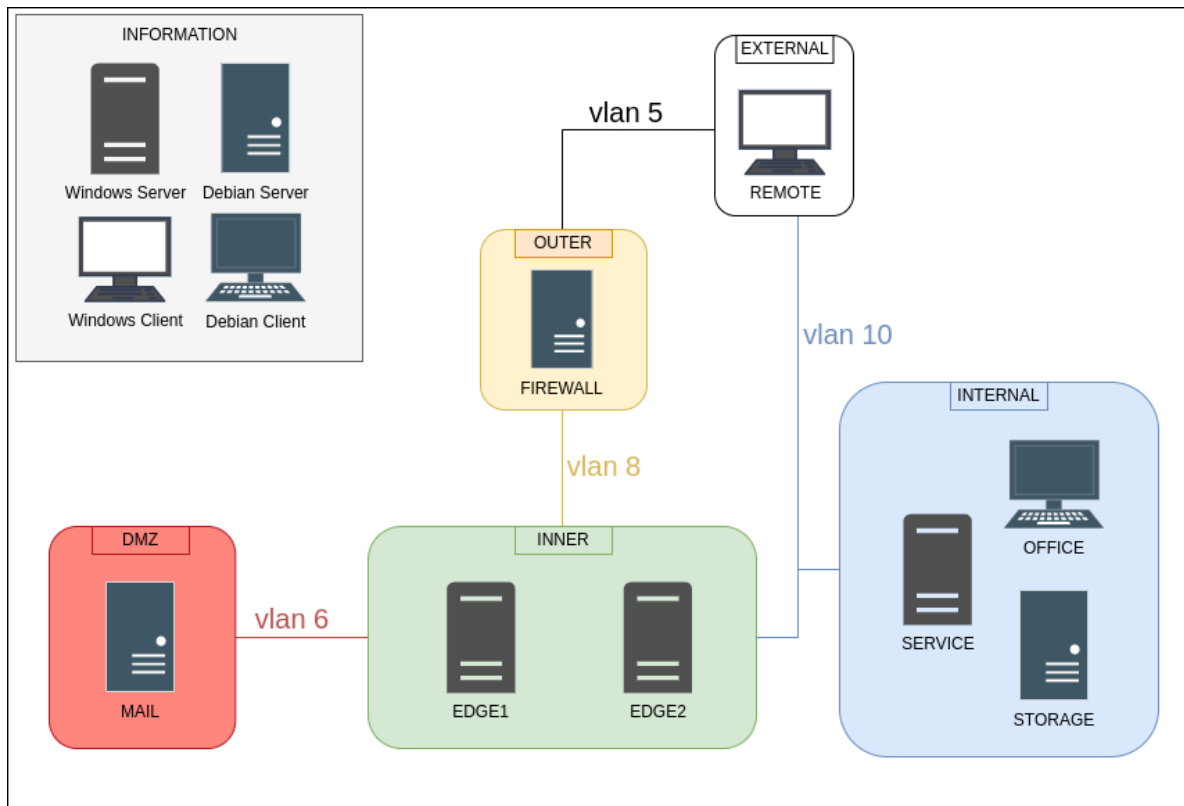 INFORMATION
Windows Server
Debian Server
Windows Client
Debian Client
EXTERNAL
REMOTE
vlan 5
OUTER
FIREWALL
vlan 10
vlan 8
INTERNAL
OFFICE
SERVICE
STORAGE
DMZ
MAIL
vlan 6
INNER
EDGE1
EDGE2